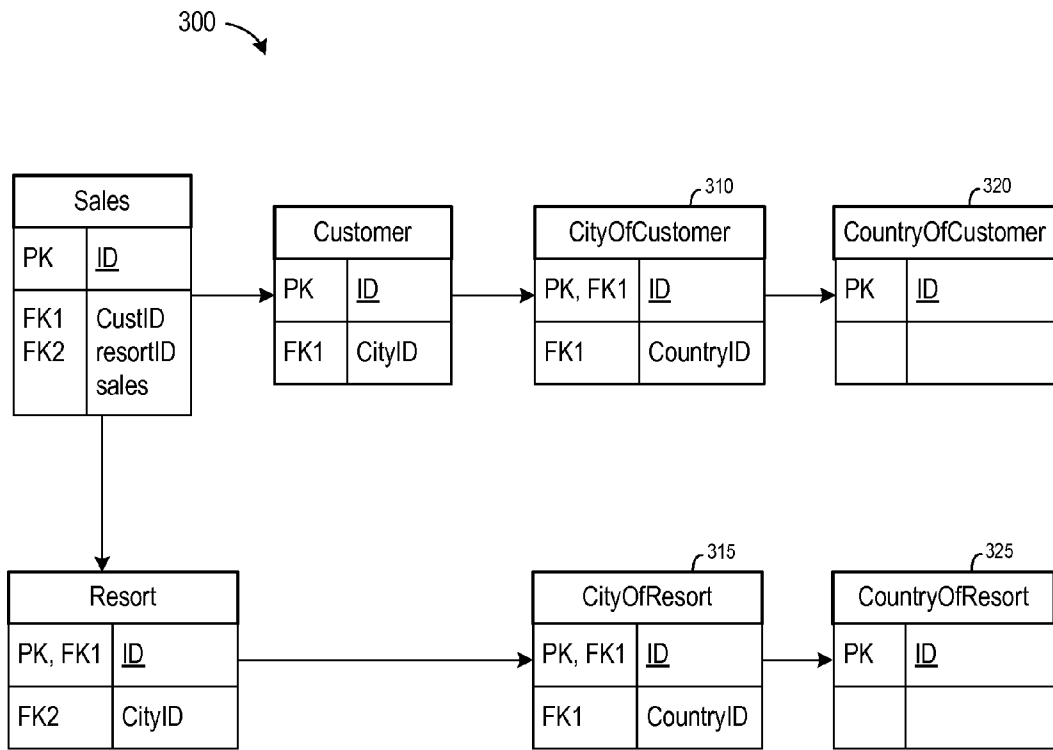 300
Sales
PK ID
FK1 CustID
FK2 resortID
sales
Customer
PK ID
FK1 CityID
310
CityOfCustomer
PK, FK1 ID
FK1 CountryID
320
CountryOfCustomer
PK ID
Resort
PK, FK1 ID
FK2 CityID
315
CityOfResort
PK, FK1 ID
FK1 CountryID
325
CountryOfResort
PK ID